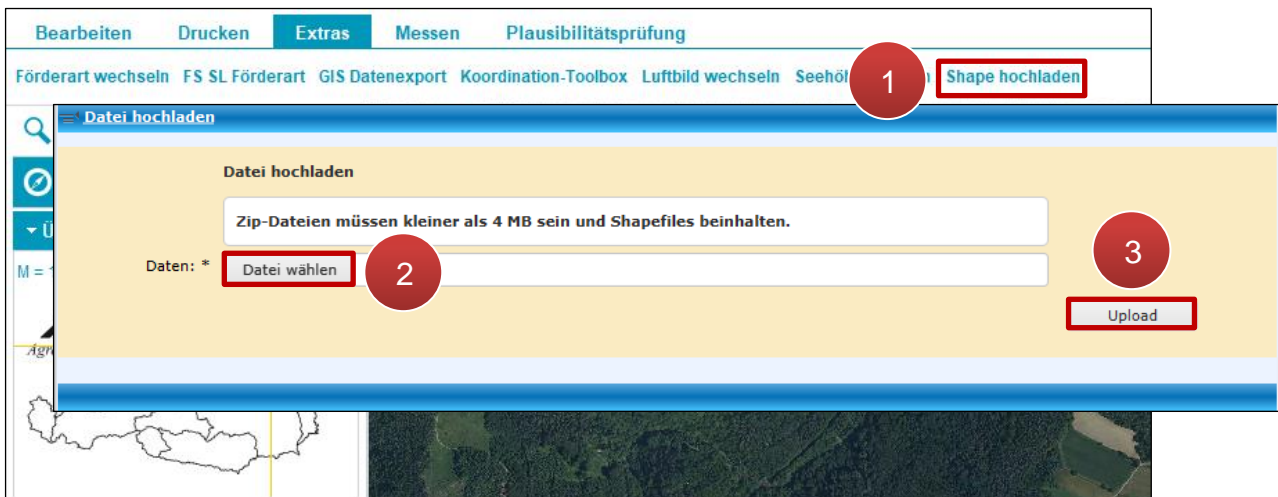 Bearbeiten Drucken Extras Messen Plausibilitätsprüfung
Förderart wechseln FS SL Förderart GIS Datenexport Koordination-Toolbox Luftbild wechseln 1 Shape hochladen
Datei hochladen
Datei hochladen
Zip-Dateien müssen kleiner als 4 MB sein und Shapefiles beinhalten.
3
Daten: * Datei wählen 2
M =
Upload